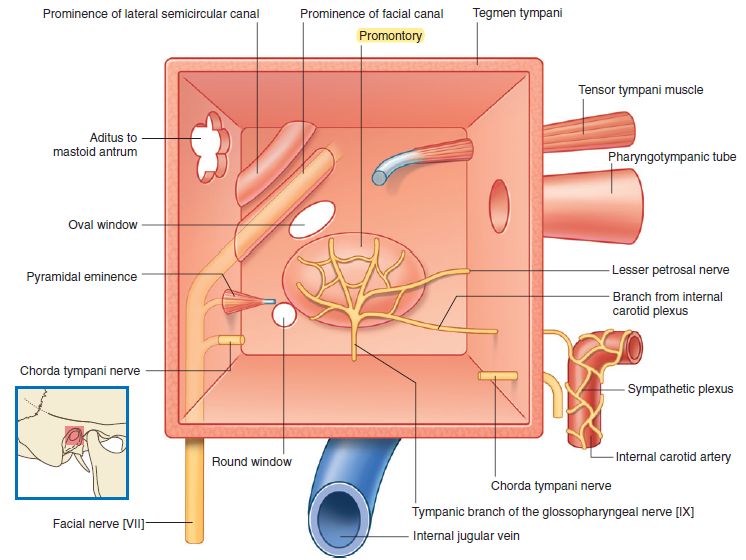 Prominence of lateral semicircular canal
Prominence of facial canal
Tegmen tympani
Promontory
Tensor tympani muscle
Aditus to
mastoid antrum
Pharyngotympanic tube
Oval window
Pyramidal eminence
Lesser petrosal nerve
Branch from internal
carotid plexus
Chorda tympani nerve
Sympathetic plexus
Round window
Internal carotid artery
Chorda tympani nerve
Tympanic branch of the glossopharyngeal nerve [IX]
Facial nerve [VII]
Internal jugular vein